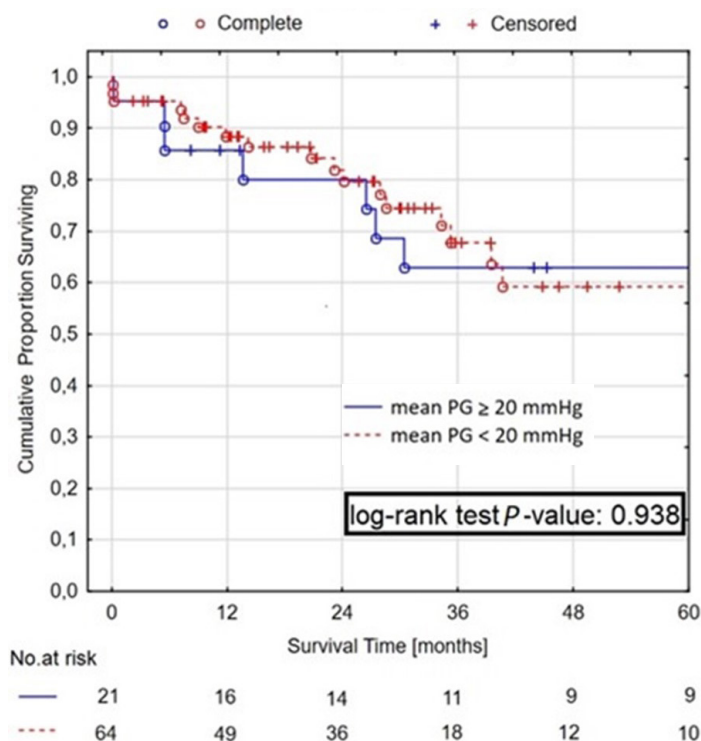 Complete Censored
1,0
0,9
0,8
0,7
0,6
0,5
0,4
0,3
0,2
0,1
0,0
Cumulative Proportion Surviving
mean PG ≥ 20 mmHg
mean PG < 20 mmHg
log-rank test P-value: 0.938
0 12 24 36 48 60
Survival Time [months]
No.at risk
21 16 14 11 9 9
64 49 36 18 12 10